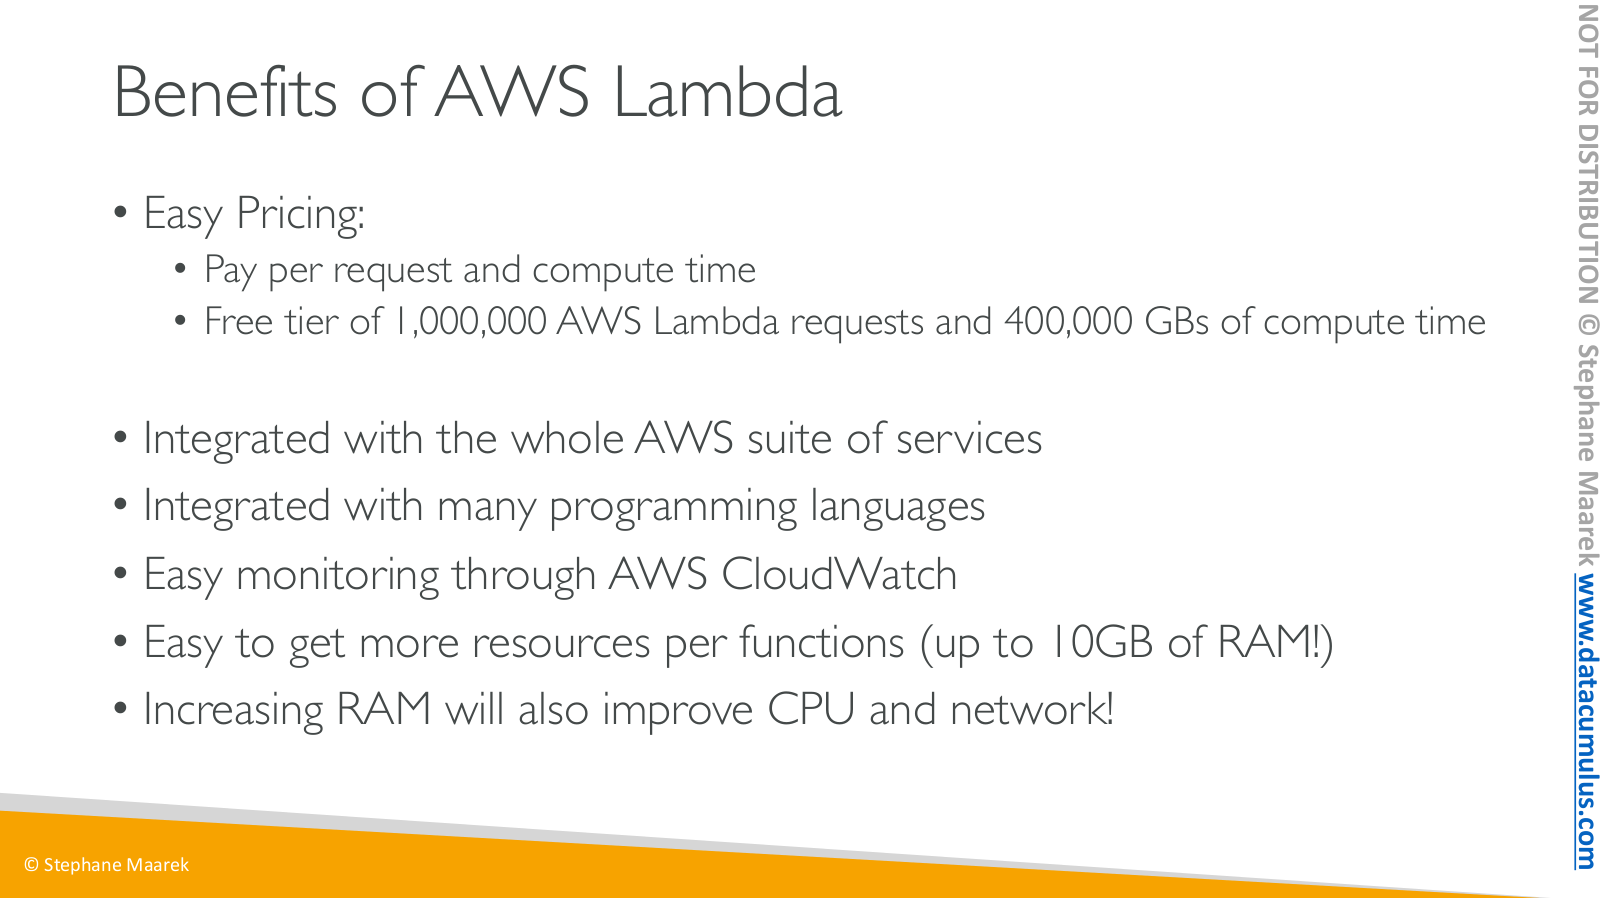 Benefits of AWS Lambda
• Easy Pricing:
• Pay per request and compute time
• Free tier of 1,000,000 AWS Lambda requests and 400,000 GBs of compute time
• Integrated with the whole AWS suite of services
• Integrated with many programming languages
• Easy monitoring through AWS CloudWatch
• Easy to get more resources per functions (up to 10GB of RAM!)
• Increasing RAM will also improve CPU and network!
© Stephane Maarek
NOT FOR DISTRIBUTION © Stephane Maarek www.datacumulus.com